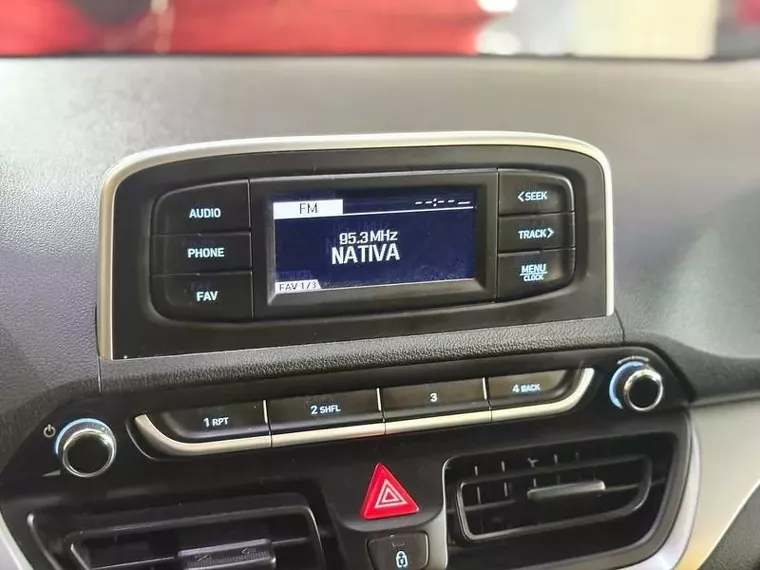 AUDIO
PHONE
FAV
FM
--:--
95.3 MHz
NATIVA
FAV 1/3
<SEEK
TRACK>
MENU
CLOCK
1 RPT
2 SHFL
3
4 BACK